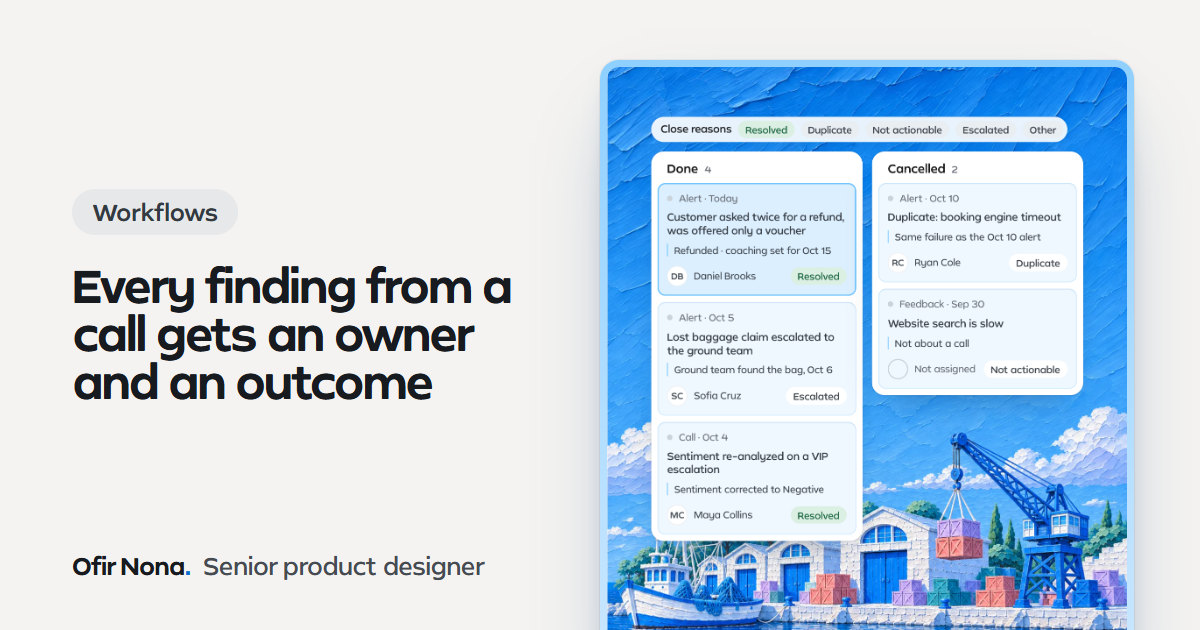 Workflows
Every finding from a
call gets an owner
and an outcome
Ofir Nona. Senior product designer
Close reasons Resolved Duplicate Not actionable Escalated Other
Done 4
Alert · Today
Customer asked twice for a refund,
was offered only a voucher
Refunded · coaching set for Oct 15
DB Daniel Brooks Resolved
Alert · Oct 5
Lost baggage claim escalated to
the ground team
Ground team found the bag, Oct 6
SC Sofia Cruz Escalated
Call · Oct 4
Sentiment re-analyzed on a VIP
escalation
Sentiment corrected to Negative
MC Maya Collins Resolved
Cancelled 2
Alert · Oct 10
Duplicate: booking engine timeout
Same failure as the Oct 10 alert
RC Ryan Cole Duplicate
Feedback · Sep 30
Website search is slow
Not about a call
Not assigned Not actionable